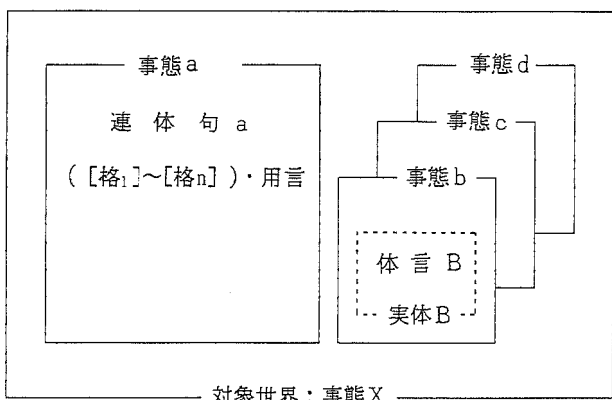 事態a
連体句a
([格₁]~[格n])・用言
事態d
事態c
事態b
体言B
実体B
対象世界:事態X